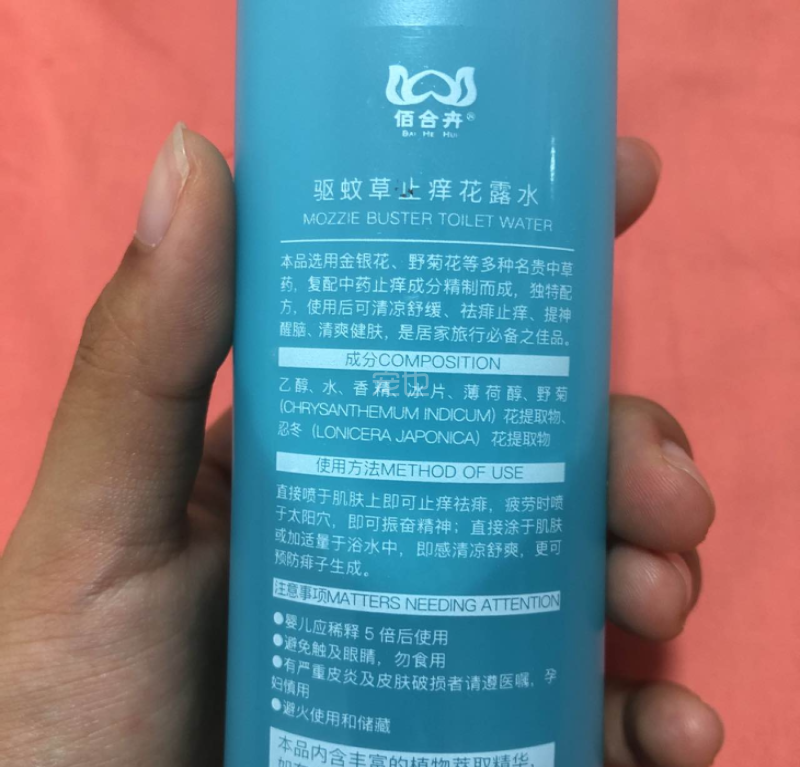 佰合卉®
BAI HE HUI
驱蚊草止痒花露水
MOZZIE BUSTER TOILET WATER
本品选用金银花、野菊花等多种名贵中草
药，复配中药止痒成分精制而成，独特配
方，使用后可清凉舒缓、祛痱止痒、提神
醒脑、清爽健肤，是居家旅行必备之佳品。
成分COMPOSITION
乙醇、水、香精、冰片、薄荷醇、野菊
(CHRYSANTHEMUM INDICUM) 花提取物、
忍冬 (LONICERA JAPONICA) 花提取物
使用方法METHOD OF USE
直接喷于肌肤上即可止痒祛痱，疲劳时喷
于太阳穴，即可振奋精神；直接涂于肌肤
或加适量于浴水中，即感清凉舒爽，更可
预防痱子生成。
注意事项MATTERS NEEDING ATTENTION
●婴儿应稀释5倍后使用
●避免触及眼睛，勿食用
●有严重皮炎及皮肤破损者请遵医嘱，孕
妇慎用
●避火使用和储藏
本品内含丰富的植物萃取精华，